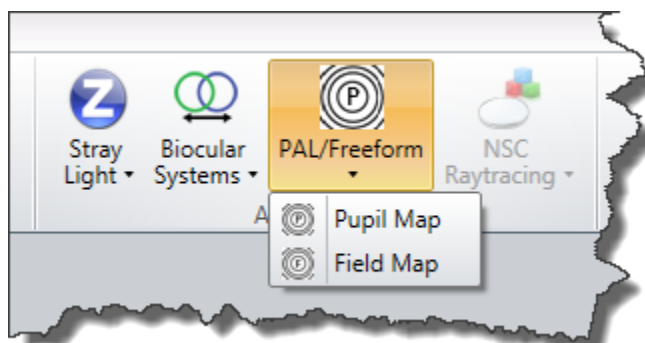 Stray
Light
Biocular
Systems
PAL/Freeform
NSC
Raytracing
A
Pupil Map
Field Map